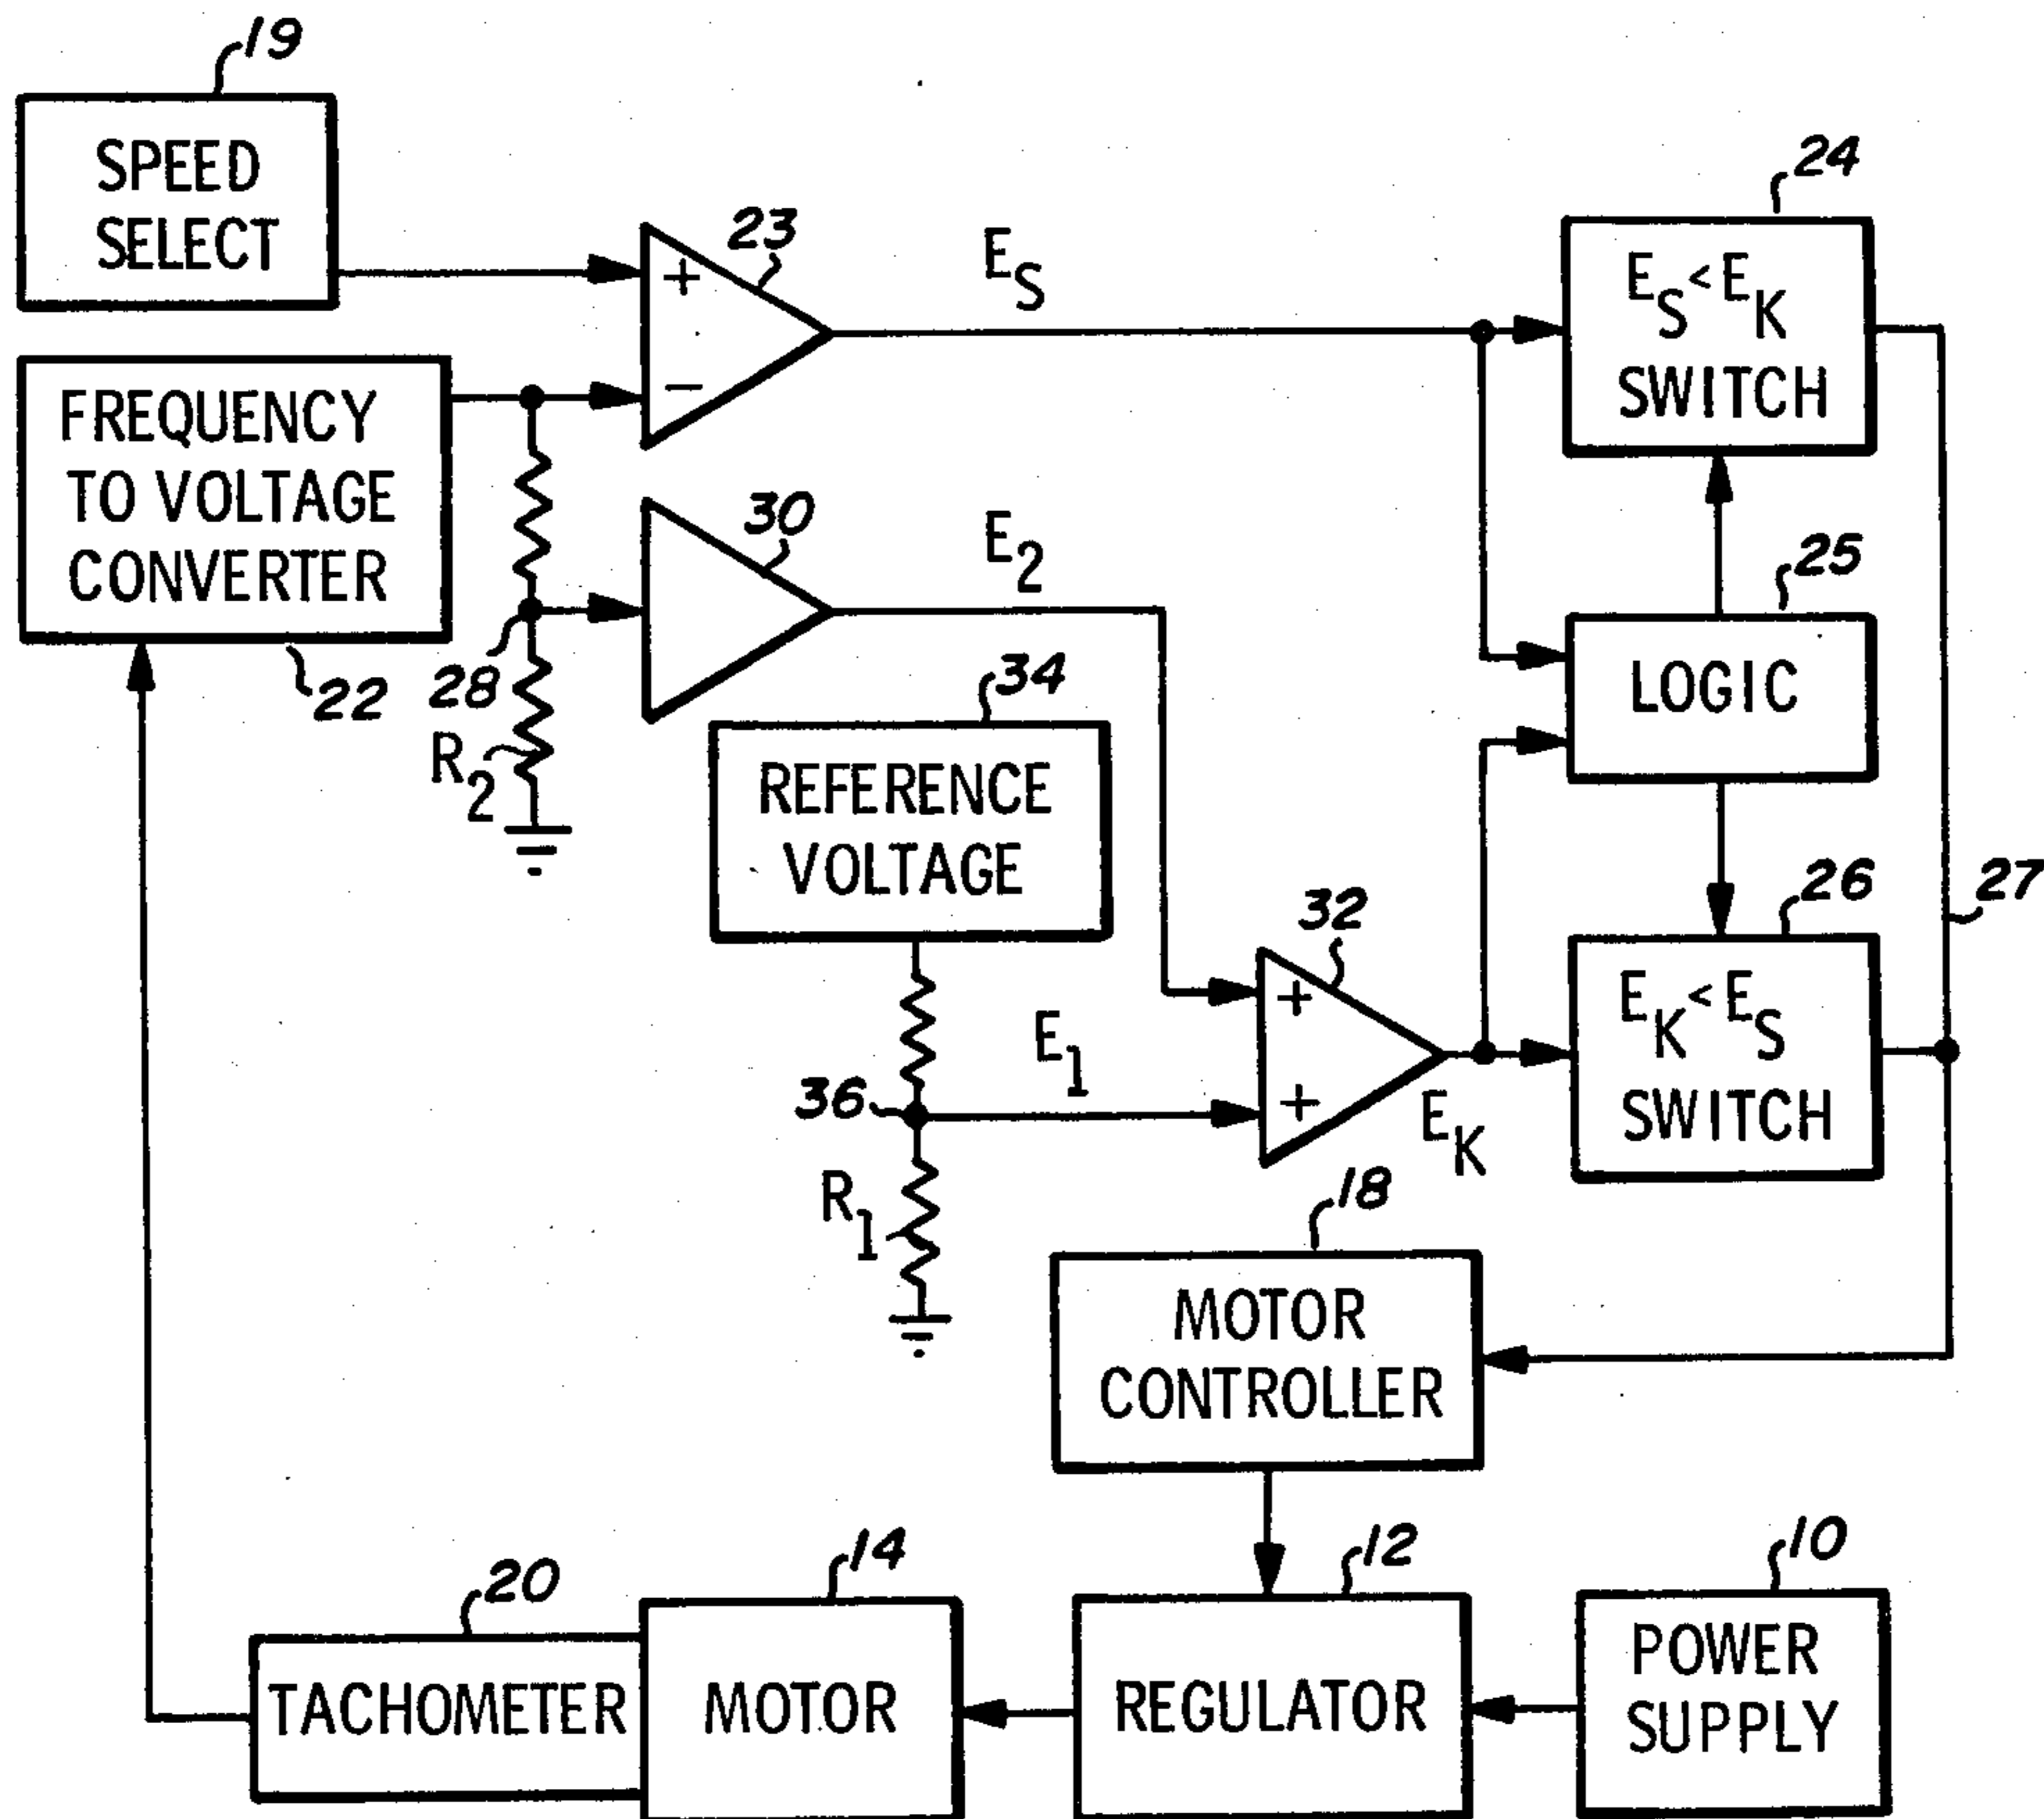 19
SPEED
SELECT
23
+
−
E_S
24
E_S < E_K
SWITCH
FREQUENCY
TO VOLTAGE
CONVERTER
22
28
R_2
30
E_2
25
LOGIC
34
REFERENCE
VOLTAGE
32
+
+
26
27
E_K < E_S
SWITCH
E_1
36
E_K
R_1
18
MOTOR
CONTROLLER
20
TACHOMETER
14
MOTOR
12
REGULATOR
10
POWER
SUPPLY